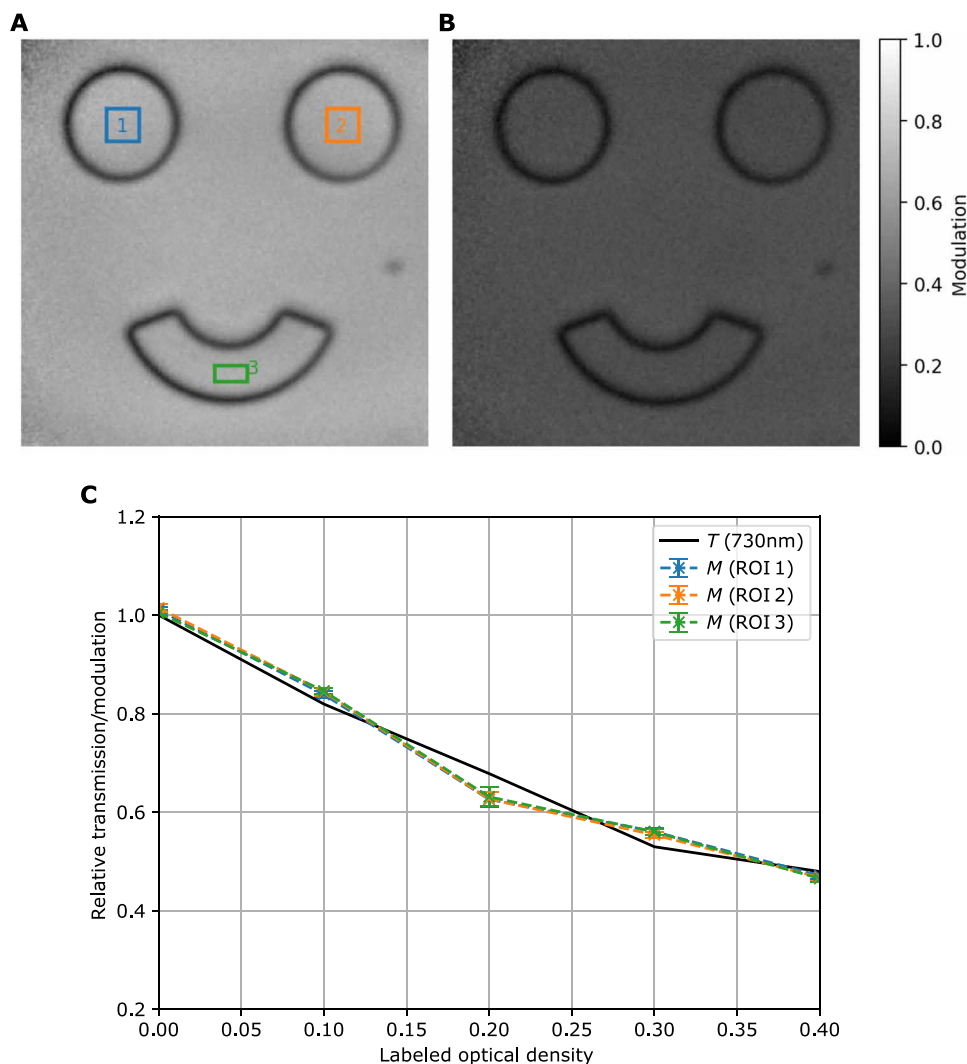 A
B
1
2
3
1.0
0.8
0.6
0.4
0.2
0.0
Modulation
C
1.2
1.0
0.8
0.6
0.4
0.2
Relative transmission/modulation
T (730nm)
M (ROI 1)
M (ROI 2)
M (ROI 3)
0.00 0.05 0.10 0.15 0.20 0.25 0.30 0.35 0.40
Labeled optical density